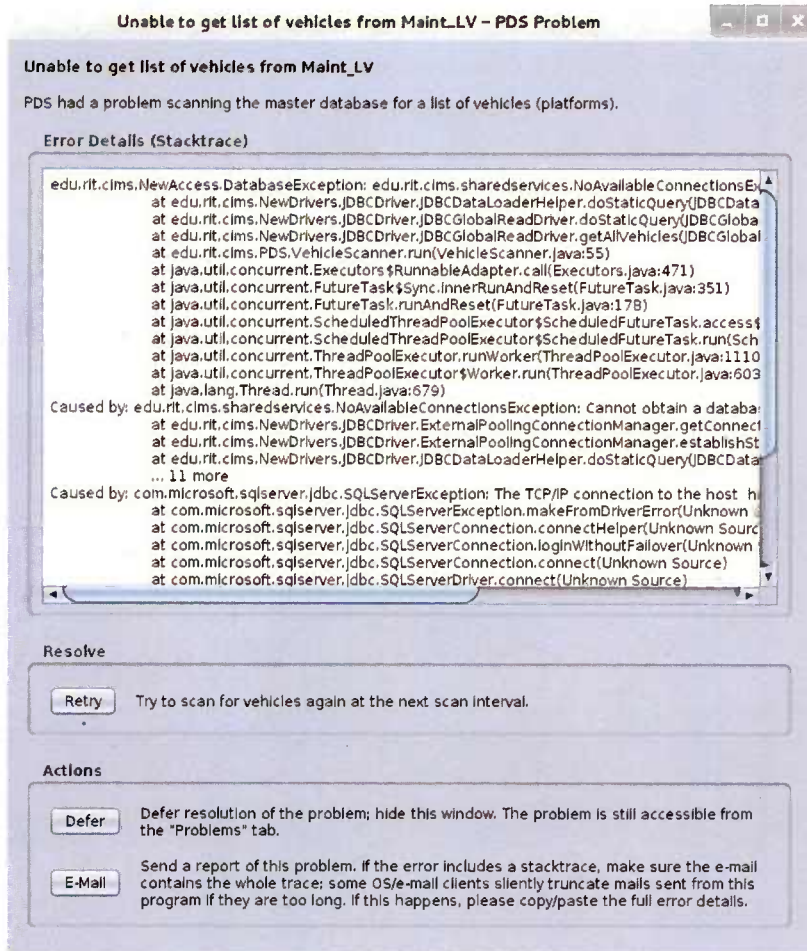 Unable to get list of vehicles from Maint_LV – PDS Problem
Unable to get list of vehicles from Maint_LV
PDS had a problem scanning the master database for a list of vehicles (platforms).
Error Details (Stacktrace)
edu.rit.cims.NewAccess.DatabaseException: edu.rit.cims.sharedservices.NoAvailableConnectionsEx
at edu.rit.cims.NewDrivers.JDBCDriver.JDBCDataLoaderHelper.doStaticQuery(JDBCData
at edu.rit.cims.NewDrivers.JDBCDriver.JDBCGlobalReadDriver.doStaticQuery(JDBCGloba
at edu.rit.cims.NewDrivers.JDBCDriver.JDBCGlobalReadDriver.getAllVehicles(JDBCGlobal
at edu.rit.cims.PDS.VehicleScanner.run(VehicleScanner.java:55)
at java.util.concurrent.Executors$RunnableAdapter.call(Executors.java:471)
at java.util.concurrent.FutureTask$Sync.innerRunAndReset(FutureTask.java:351)
at java.util.concurrent.FutureTask.runAndReset(FutureTask.java:178)
at java.util.concurrent.ScheduledThreadPoolExecutor$ScheduledFutureTask.access$
at java.util.concurrent.ScheduledThreadPoolExecutor$ScheduledFutureTask.run(Sch
at java.util.concurrent.ThreadPoolExecutor.runWorker(ThreadPoolExecutor.java:1110
at java.util.concurrent.ThreadPoolExecutor$Worker.run(ThreadPoolExecutor.java:603
at java.lang.Thread.run(Thread.java:679)
Caused by: edu.rit.cims.sharedservices.NoAvailableConnectionsException: Cannot obtain a databa
at edu.rit.cims.NewDrivers.JDBCDriver.ExternalPoolingConnectionManager.getConnect
at edu.rit.cims.NewDrivers.JDBCDriver.ExternalPoolingConnectionManager.establishSt
at edu.rit.cims.NewDrivers.JDBCDriver.JDBCDataLoaderHelper.doStaticQuery(JDBCData
... 11 more
Caused by: com.microsoft.sqlserver.jdbc.SQLServerException: The TCP/IP connection to the host
at com.microsoft.sqlserver.jdbc.SQLServerException.makeFromDriverError(Unknown
at com.microsoft.sqlserver.jdbc.SQLServerConnection.connectHelper(Unknown Sourc
at com.microsoft.sqlserver.jdbc.SQLServerConnection.loginWithoutFailover(Unknown
at com.microsoft.sqlserver.jdbc.SQLServerConnection.connect(Unknown Source)
at com.microsoft.sqlserver.jdbc.SQLServerDriver.connect(Unknown Source)
Resolve
Retry Try to scan for vehicles again at the next scan interval.
Actions
Defer Defer resolution of the problem; hide this window. The problem is still accessible from
the "Problems" tab.
E-Mail Send a report of this problem. If the error includes a stacktrace, make sure the e-mail
contains the whole trace; some OS/e-mail clients silently truncate mails sent from this
program if they are too long. If this happens, please copy/paste the full error details.